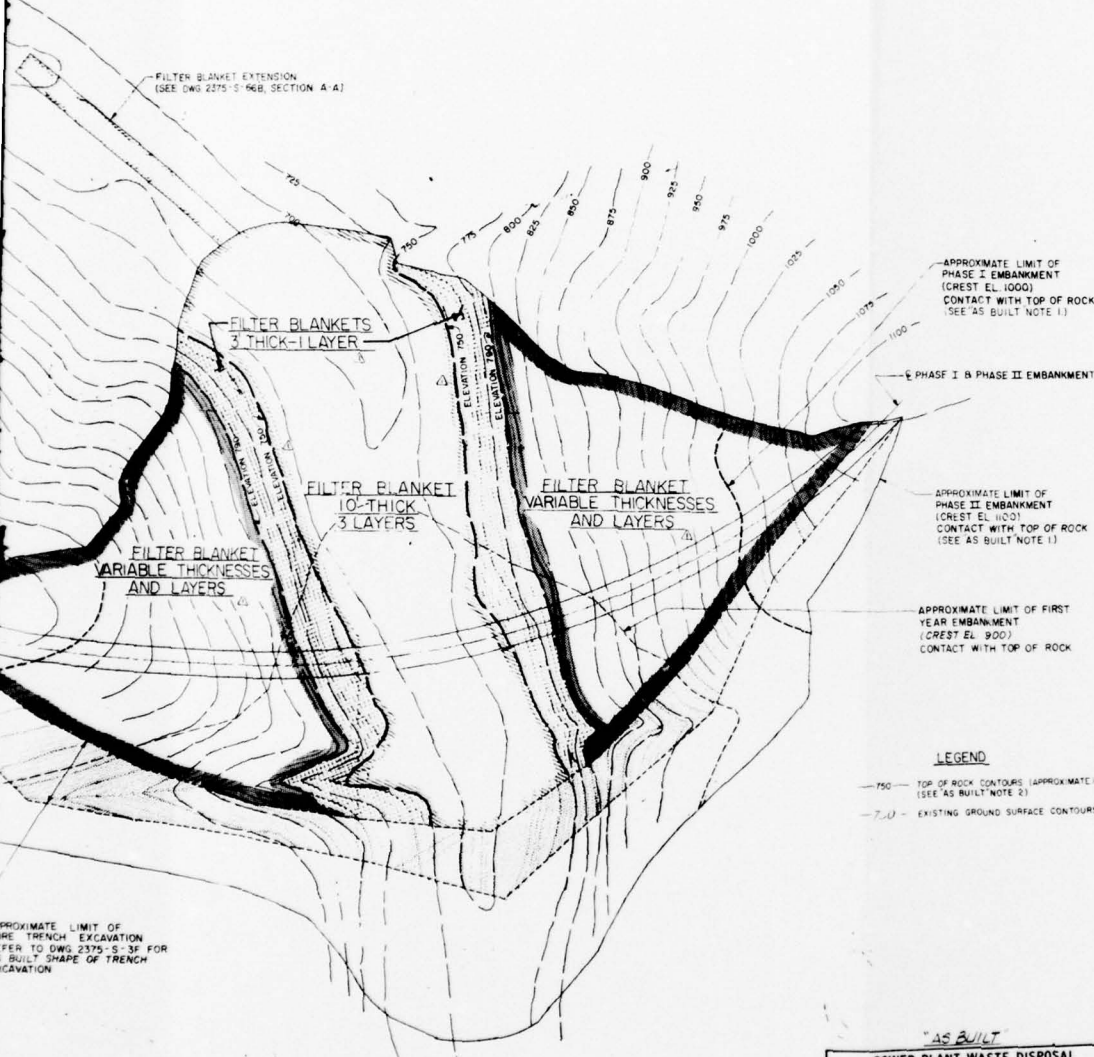 FILTER BLANKET EXTENSION
(SEE DWG 2375-S-66B, SECTION A-A)
725
700
750
775
800
825
850
875
900
925
950
975
1000
1025
1050
1075
1100
FILTER BLANKETS
3' THICK-1 LAYER
ELEVATION 750
ELEVATION 780
ELEVATION 780
ELEVATION 750
FILTER BLANKET
10' THICK
3 LAYERS
FILTER BLANKET
VARIABLE THICKNESSES
AND LAYERS
FILTER BLANKET
VARIABLE THICKNESSES
AND LAYERS
APPROXIMATE LIMIT OF
PHASE I EMBANKMENT
(CREST EL. 1000)
CONTACT WITH TOP OF ROCK
(SEE "AS BUILT" NOTE 1.)
℄ PHASE I & PHASE II EMBANKMENT
APPROXIMATE LIMIT OF
PHASE II EMBANKMENT
(CREST EL 1100)
CONTACT WITH TOP OF ROCK
(SEE "AS BUILT" NOTE 1)
APPROXIMATE LIMIT OF FIRST
YEAR EMBANKMENT
(CREST EL. 900)
CONTACT WITH TOP OF ROCK
LEGEND
750 TOP OF ROCK CONTOURS (APPROXIMATE)
(SEE "AS BUILT" NOTE 2)
EXISTING GROUND SURFACE CONTOURS
PROXIMATE LIMIT OF
RE TRENCH EXCAVATION
FER TO DWG 2375-S-3F FOR
BUILT SHAPE OF TRENCH
CAVATION
"AS BUILT"
POWER PLANT WASTE DISPOSAL